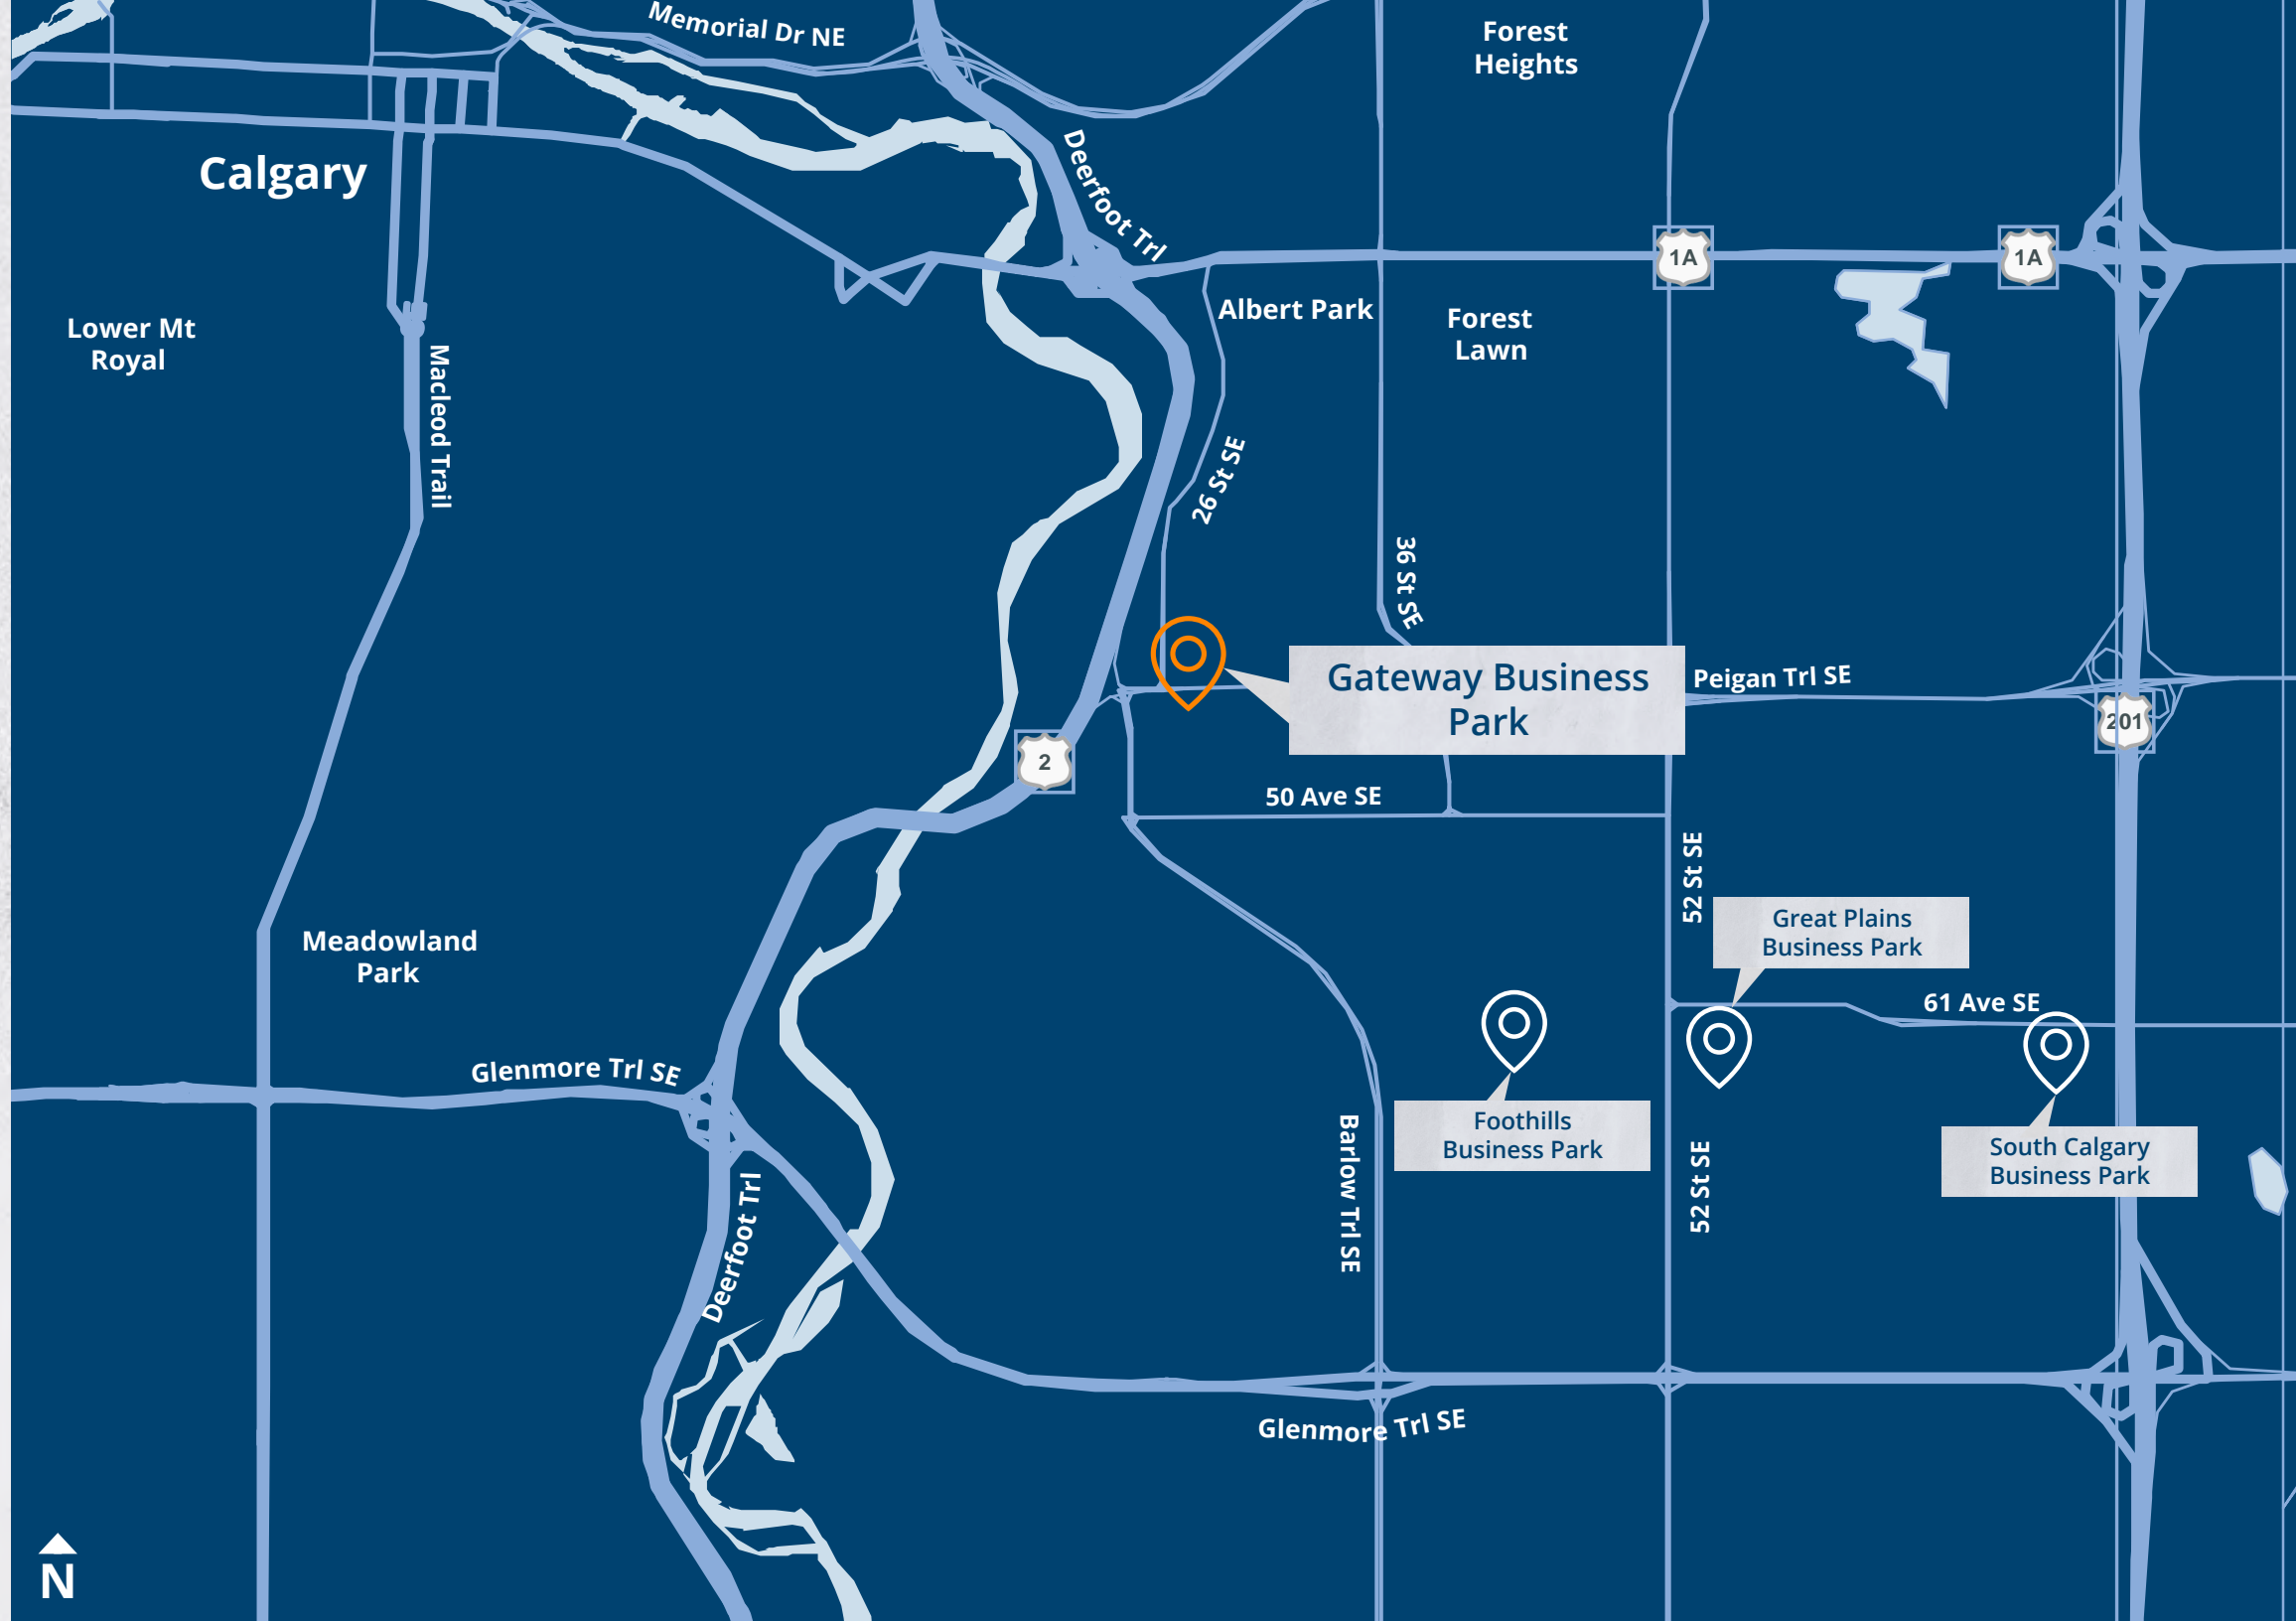 Memorial Dr NE
Forest
Heights
Calgary
Deerfoot Trl
1A
1A
Albert Park
Forest
Lawn
Lower Mt
Royal
Macleod Trail
26 St SE
36 St SE
Gateway Business
Park
Peigan Trl SE
201
2
50 Ave SE
52 St SE
Great Plains
Business Park
Meadowland
Park
61 Ave SE
Glenmore Trl SE
Foothills
Business Park
South Calgary
Business Park
Barlow Trl SE
52 St SE
Deerfoot Trl
Glenmore Trl SE
N